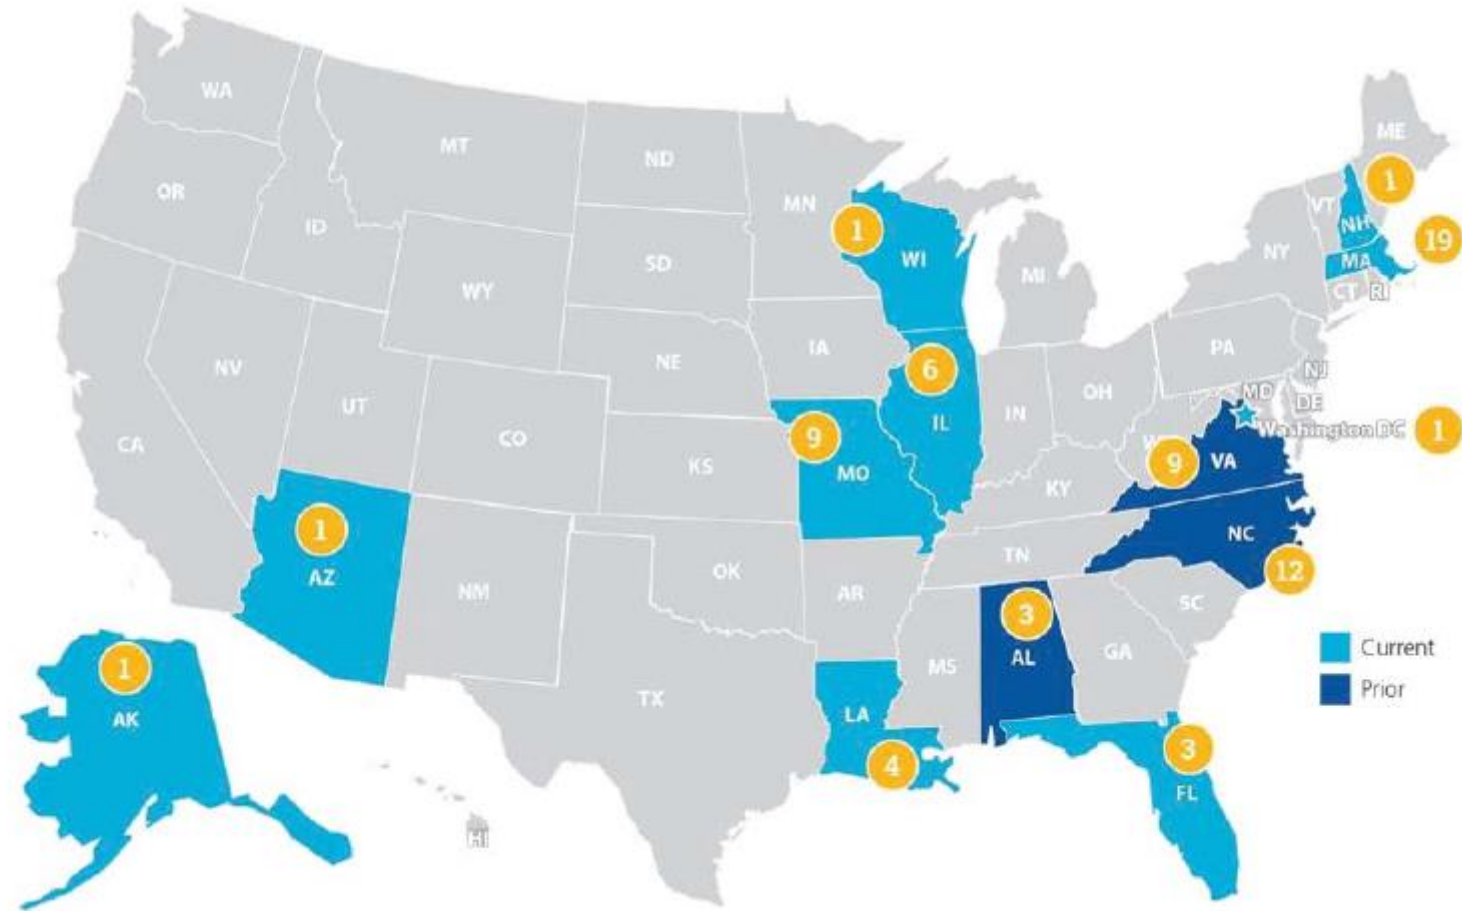 WA
MT
ND
MN
ME
1
OR
ID
SD
WY
1
WI
MI
NY
VT
NH
19
MA
CT
RI
NV
UT
CO
NE
IA
6
IL
IN
OH
PA
NJ
MD
DE
Washington DC
1
CA
KS
9
MO
KY
9
VA
1
AZ
NM
OK
AR
TN
NC
12
SC
3
AL
MS
GA
Current
Prior
1
AK
TX
LA
4
3
FL
HI